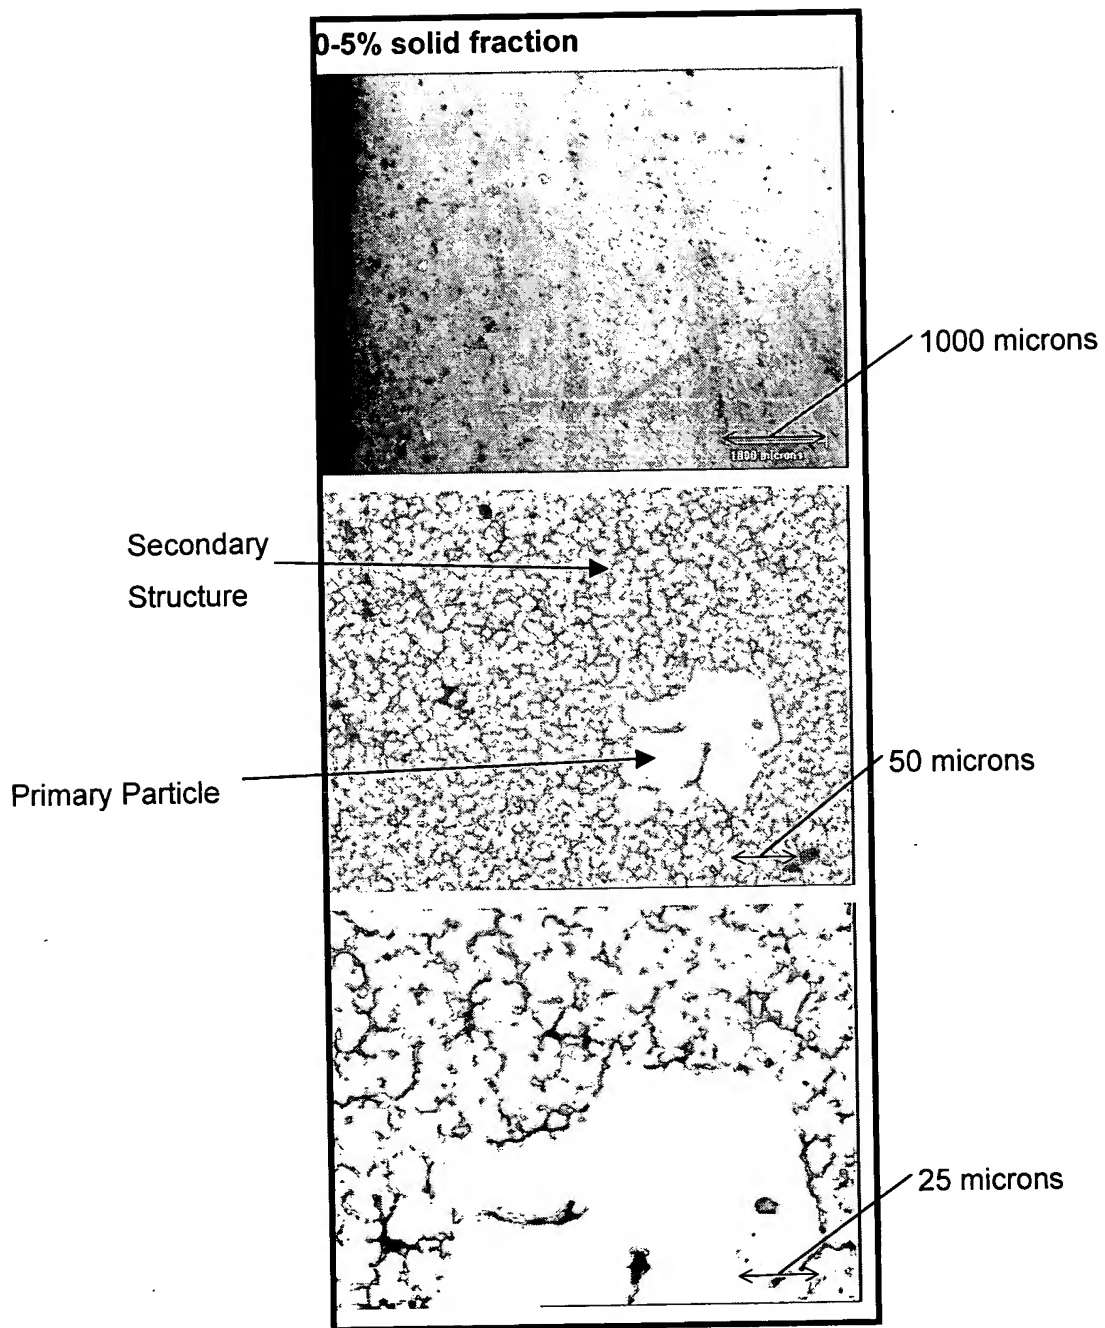 0-5% solid fraction
1000 microns
1000 microns
Secondary
Structure
50 microns
Primary Particle
25 microns